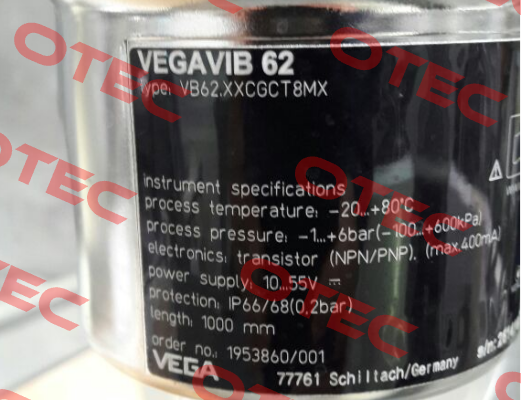 VEGAVIB 62
Type: VB62.XXCGCT8MX
instrument specifications
process temperature: -20...+80°C
process pressure: -1...+6bar(-100...+600kPa)
electronics: transistor (NPN/PNP), (max.400mA)
power supply: 10...55V
protection: IP66/68(0,2bar)
length: 1000 mm
order no.: 1953860/001
VEGA
77761 Schiltach/Germany
s/n:
OTEC
OTEC
OTEC
OTEC
OTEC
OTEC